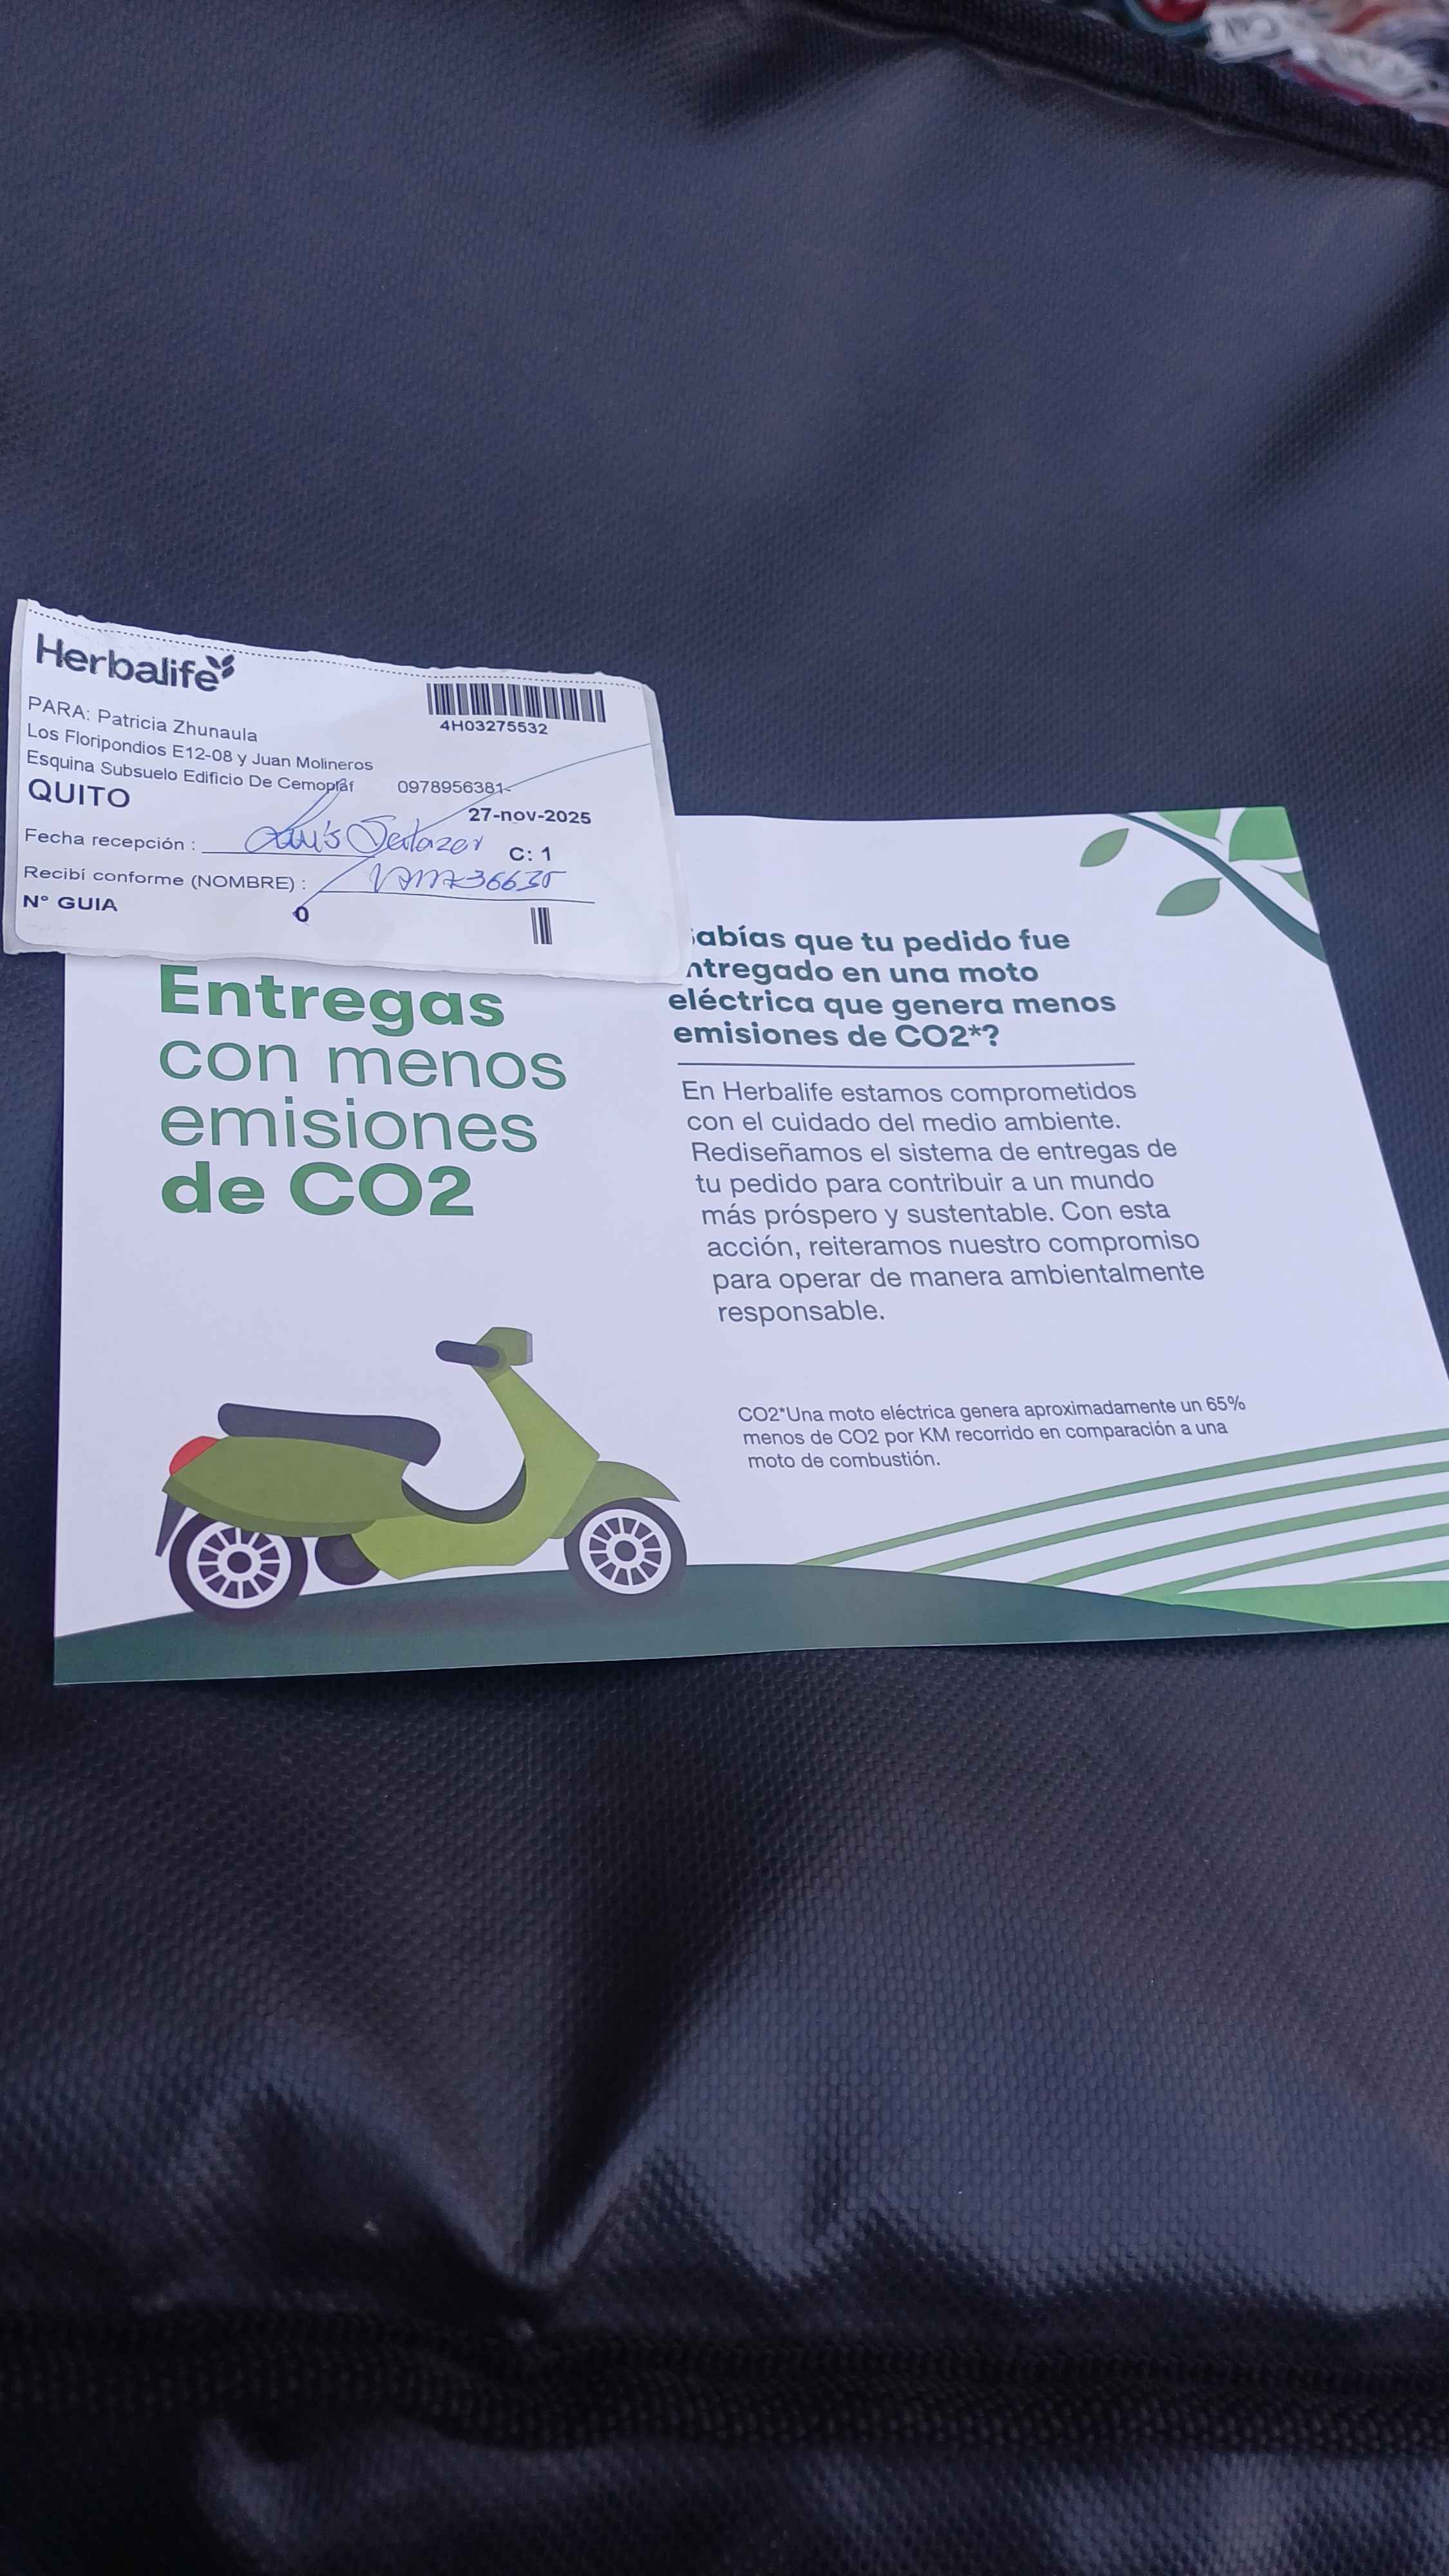 Herbalife
4H03275532
PARA: Patricia Zhunaula
Los Floripondios E12-08 y Juan Molineros
Esquina Subsuelo Edificio De Cemoplaf 0978956381-
QUITO
27-nov-2025
Fecha recepción : Luis Salazar
C: 1
Recibí conforme (NOMBRE) :
N° GUIA
0
Entregas
con menos
emisiones
de CO2
abías que tu pedido fue
ntregado en una moto
eléctrica que genera menos
emisiones de CO2*?
En Herbalife estamos comprometidos
con el cuidado del medio ambiente.
Rediseñamos el sistema de entregas de
tu pedido para contribuir a un mundo
más próspero y sustentable. Con esta
acción, reiteramos nuestro compromiso
para operar de manera ambientalmente
responsable.
CO2*Una moto eléctrica genera aproximadamente un 65%
menos de CO2 por KM recorrido en comparación a una
moto de combustión.